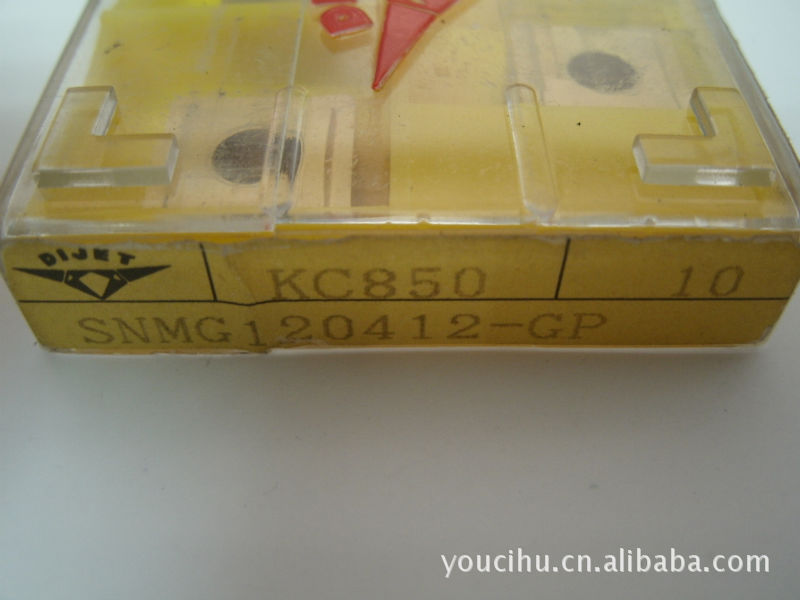 DIJET
KC850
10
SNMG120412-GP
youcihu.cn.alibaba.com